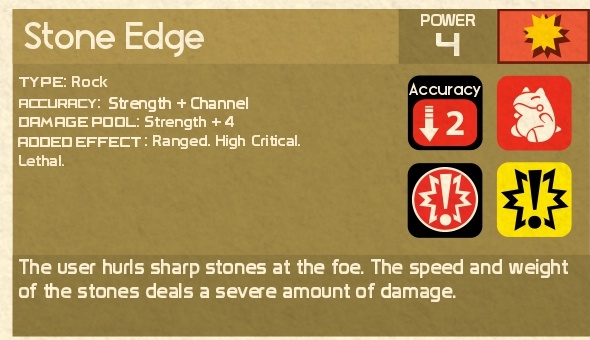 Stone Edge
POWER
4
TYPE: Rock
ACCURACY: Strength + Channel
DAMAGE POOL: Strength + 4
ADDED EFFECT: Ranged. High Critical.
Lethal.
Accuracy
2
The user hurls sharp stones at the foe. The speed and weight
of the stones deals a severe amount of damage.